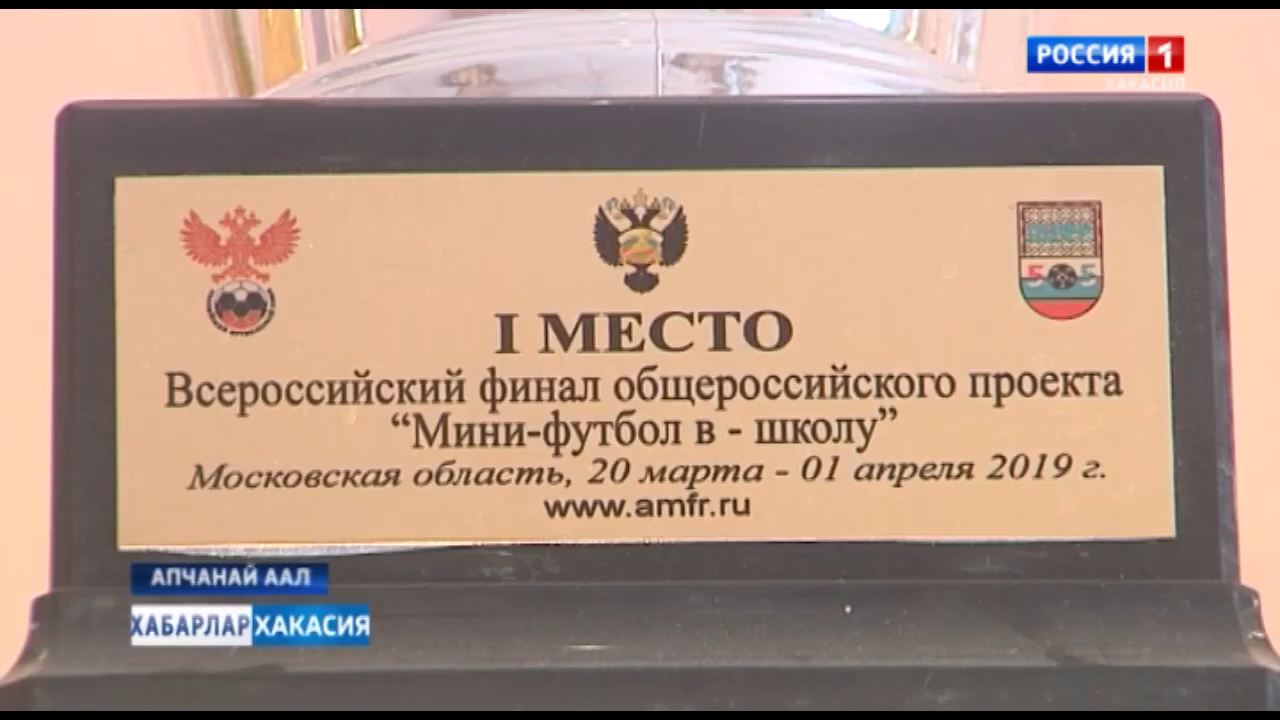 РОССИЯ 1
ХАКАСИЯ
I МЕСТО
Всероссийский финал общероссийского проекта
“Мини-футбол в - школу”
Московская область, 20 марта - 01 апреля 2019 г.
www.amfr.ru
АПЧАНАЙ ААЛ
ХАБАРЛАР ХАКАСИЯ